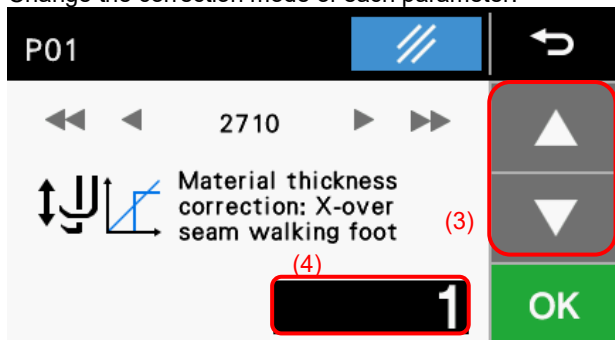 Change the correction mode of each parameter.
P01
2710
Material thickness
correction: X-over
seam walking foot
(3)
(4)
1
OK